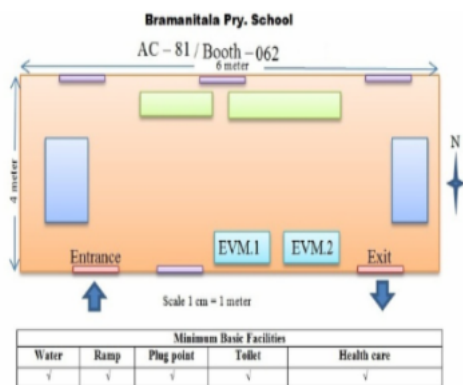 Bramanitala Pry. School
AC – 81 / Booth –062
6 meter
4 meter
N
EVM.1 EVM.2
Entrance Exit
Scale 1 cm = 1 meter
Minimum Basic Facilities
Water Ramp Plug point Toilet Health care
√ √ √ √ √